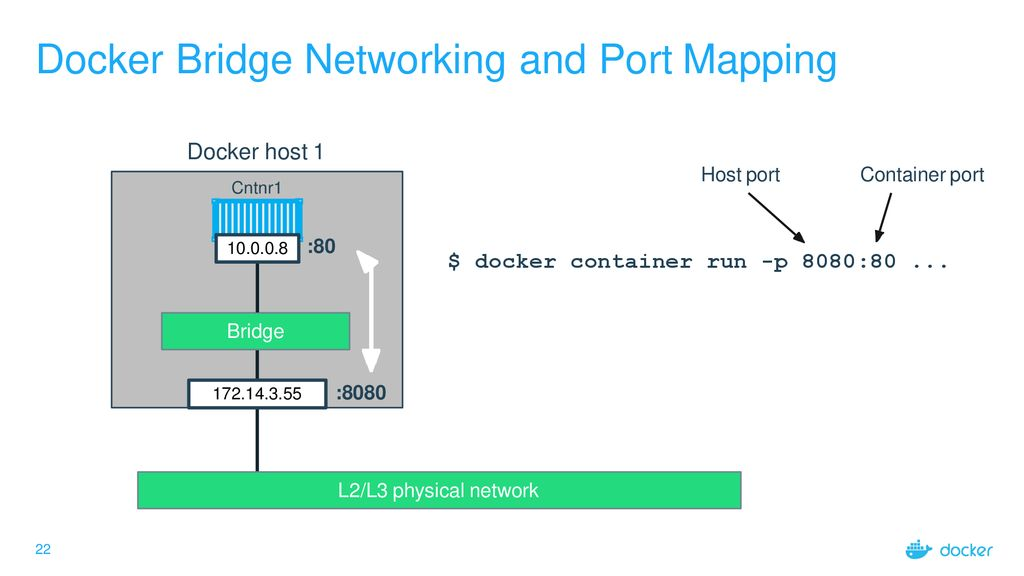 Docker Bridge Networking and Port Mapping
Docker host 1
Cntnr1
10.0.0.8 :80
Bridge
172.14.3.55 :8080
L2/L3 physical network
Host port
Container port
$ docker container run -p 8080:80 ...
22
docker